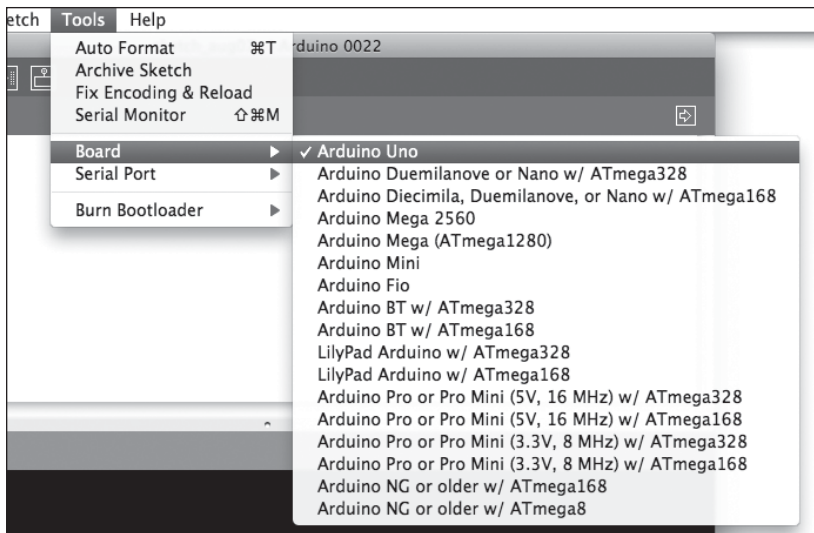 etch Tools Help
Auto Format ⌘T
rduino 0022
Archive Sketch
Fix Encoding & Reload
Serial Monitor ⇧⌘M
Board
Serial Port
Burn Bootloader
✓ Arduino Uno
Arduino Duemilanove or Nano w/ ATmega328
Arduino Diecimila, Duemilanove, or Nano w/ ATmega168
Arduino Mega 2560
Arduino Mega (ATmega1280)
Arduino Mini
Arduino Fio
Arduino BT w/ ATmega328
Arduino BT w/ ATmega168
LilyPad Arduino w/ ATmega328
LilyPad Arduino w/ ATmega168
Arduino Pro or Pro Mini (5V, 16 MHz) w/ ATmega328
Arduino Pro or Pro Mini (5V, 16 MHz) w/ ATmega168
Arduino Pro or Pro Mini (3.3V, 8 MHz) w/ ATmega328
Arduino Pro or Pro Mini (3.3V, 8 MHz) w/ ATmega168
Arduino NG or older w/ ATmega168
Arduino NG or older w/ ATmega8